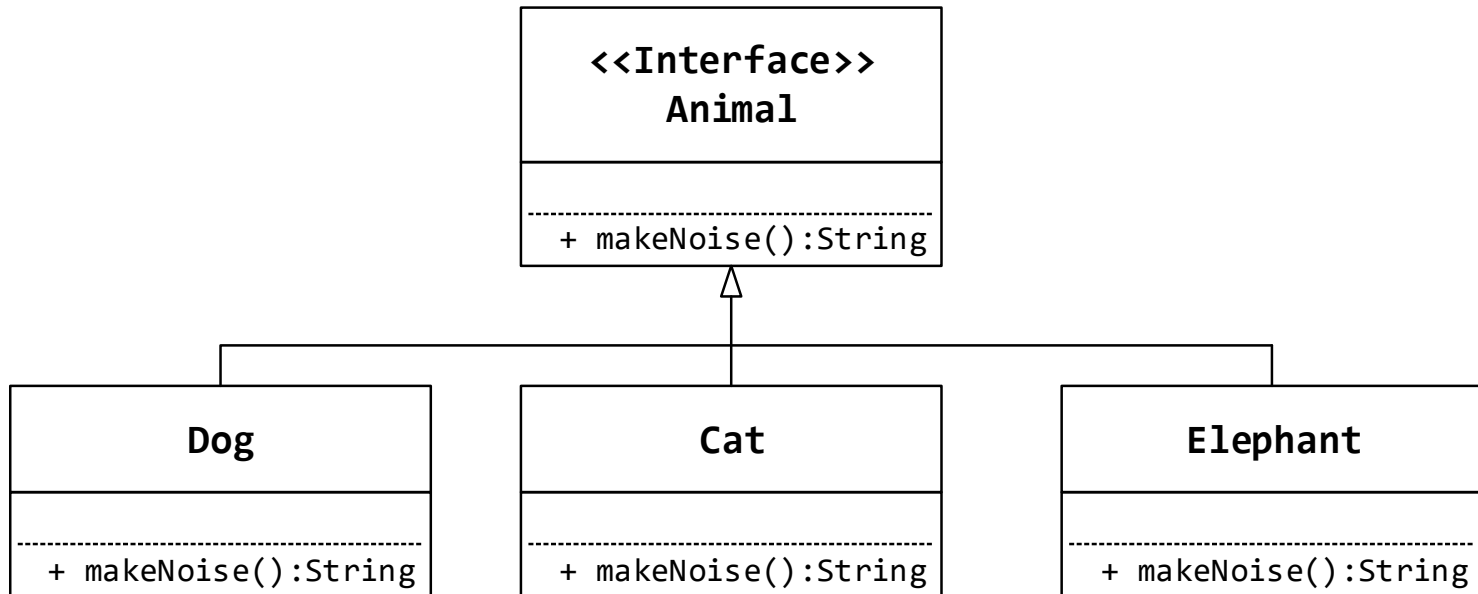 <<Interface>>
Animal
+ makeNoise():String
Dog
Cat
Elephant
+ makeNoise():String
+ makeNoise():String
+ makeNoise():String